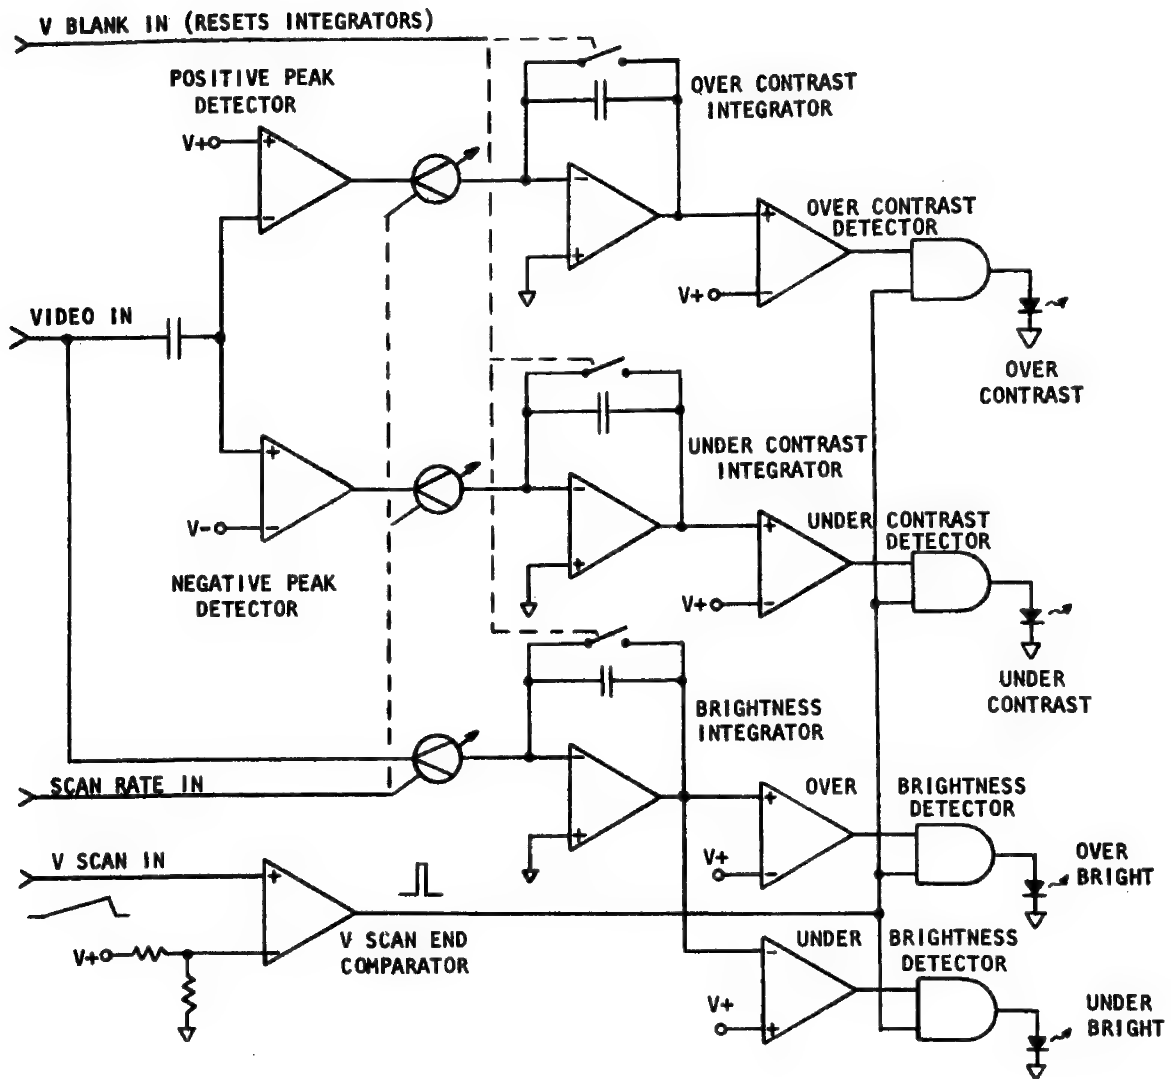 V BLANK IN (RESETS INTEGRATORS)
POSITIVE PEAK
DETECTOR
V+
+
-
OVER CONTRAST
INTEGRATOR
-
+
OVER CONTRAST
DETECTOR
+
V+
-
OVER
CONTRAST
VIDEO IN
+
V-
-
NEGATIVE PEAK
DETECTOR
UNDER CONTRAST
INTEGRATOR
-
+
UNDER CONTRAST
DETECTOR
+
V+
-
UNDER
CONTRAST
BRIGHTNESS
INTEGRATOR
-
+
SCAN RATE IN
OVER BRIGHTNESS
DETECTOR
+
V+
-
OVER
BRIGHT
V SCAN IN
+
V+
-
V SCAN END
COMPARATOR
UNDER BRIGHTNESS
DETECTOR
-
V+
+
UNDER
BRIGHT